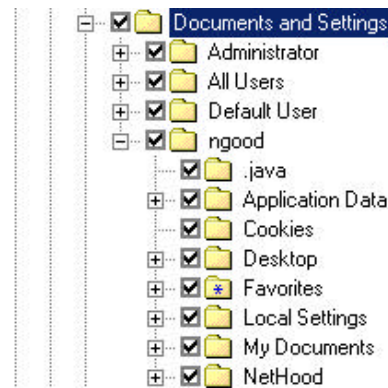 Documents and Settings
Administrator
All Users
Default User
ngood
.java
Application Data
Cookies
Desktop
Favorites
Local Settings
My Documents
NetHood